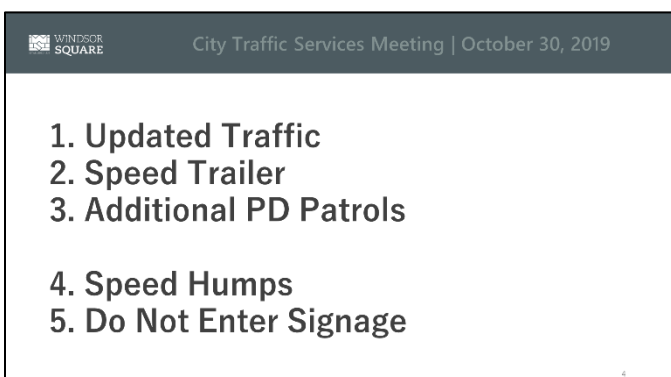 WINDSOR
SQUARE
City Traffic Services Meeting | October 30, 2019
1. Updated Traffic
2. Speed Trailer
3. Additional PD Patrols
4. Speed Humps
5. Do Not Enter Signage
4